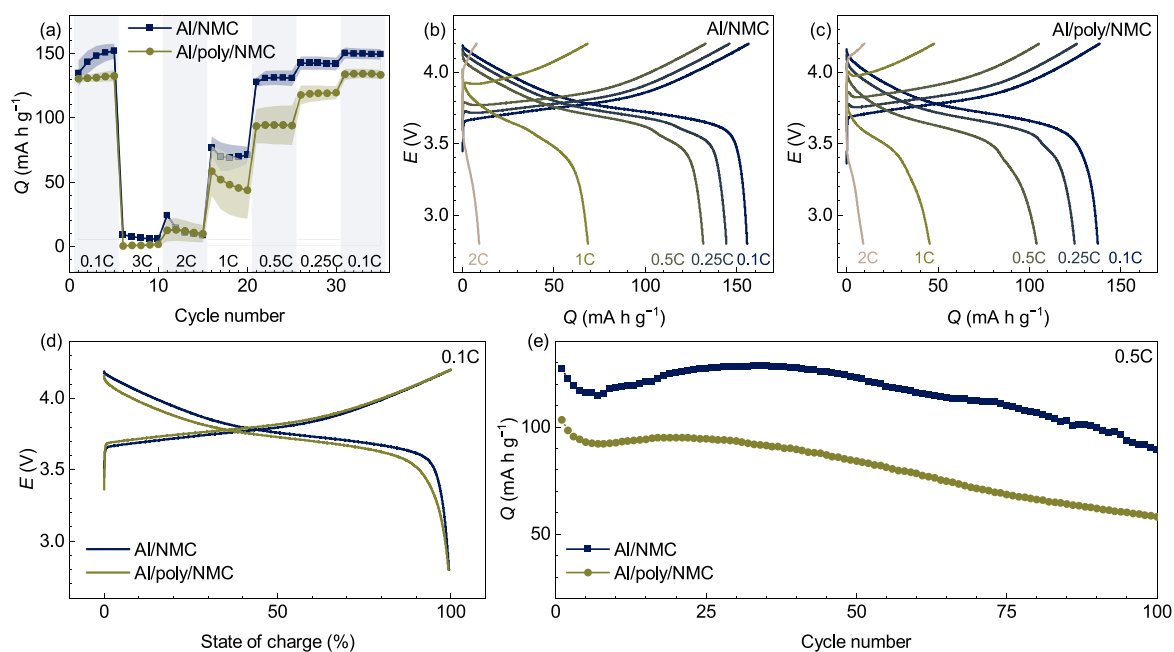 (a)
Al/NMC
Al/poly/NMC
Q (mA h g⁻¹)
150
100
50
0
0.1C 3C 2C 1C 0.5C 0.25C 0.1C
0 10 20 30
Cycle number
(b)
Al/NMC
E (V)
4.0
3.5
3.0
2C 1C 0.5C 0.25C 0.1C
0 50 100 150
Q (mA h g⁻¹)
(c)
Al/poly/NMC
E (V)
4.0
3.5
3.0
2C 1C 0.5C 0.25C 0.1C
0 50 100 150
Q (mA h g⁻¹)
(d)
0.1C
E (V)
4.0
3.5
3.0
Al/NMC
Al/poly/NMC
0 50 100
State of charge (%)
(e)
0.5C
Q (mA h g⁻¹)
100
50
Al/NMC
Al/poly/NMC
0 25 50 75 100
Cycle number